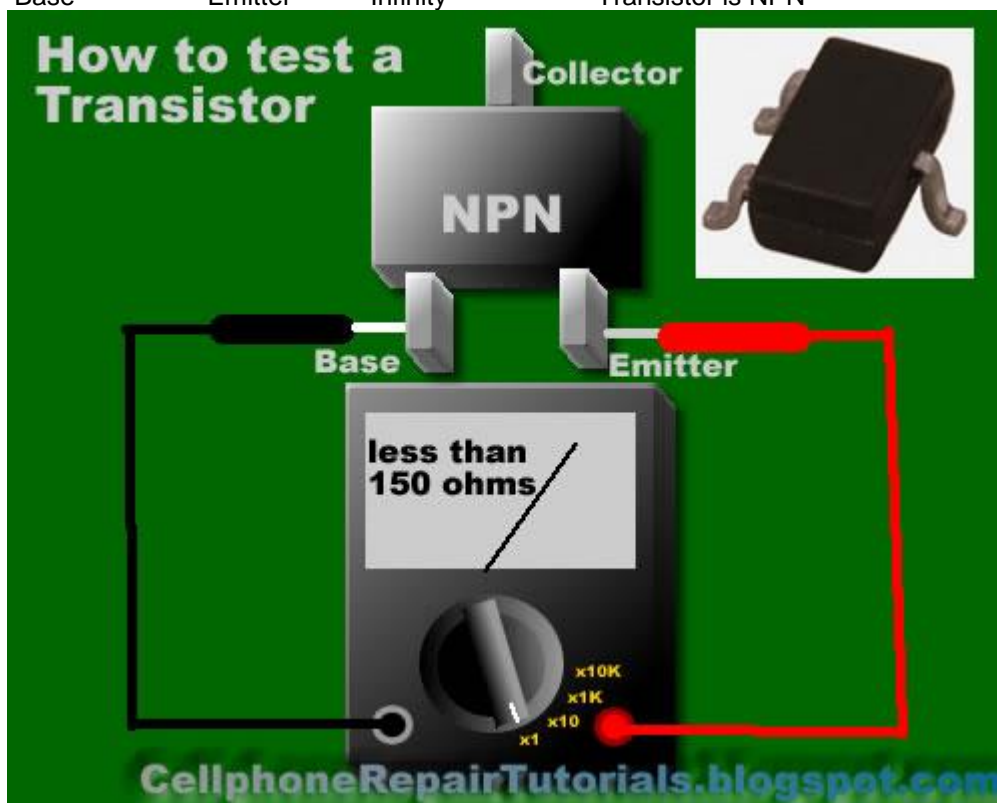 Base Emitter Infinity Transistor is NPN
How to test a
Transistor
Collector
NPN
Base
Emitter
less than
150 ohms
x10K
x1K
x10
x1
CellphoneRepairTutorials.blogspot.com